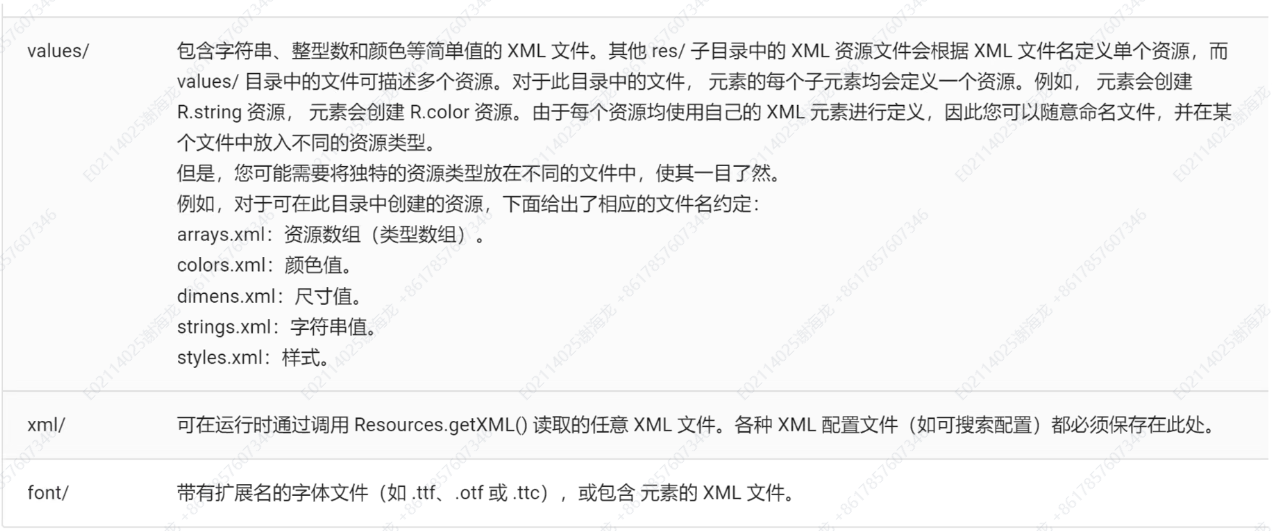 values/
包含字符串、整型数和颜色等简单值的 XML 文件。其他 res/ 子目录中的 XML 资源文件会根据 XML 文件名定义单个资源，而
values/ 目录中的文件可描述多个资源。对于此目录中的文件， 元素的每个子元素均会定义一个资源。例如， 元素会创建
R.string 资源， 元素会创建 R.color 资源。由于每个资源均使用自己的 XML 元素进行定义，因此您可以随意命名文件，并在某
个文件中放入不同的资源类型。
但是，您可能需要将独特的资源类型放在不同的文件中，使其一目了然。
例如，对于可在此目录中创建的资源，下面给出了相应的文件名约定：
arrays.xml：资源数组（类型数组）。
colors.xml：颜色值。
dimens.xml：尺寸值。
strings.xml：字符串值。
styles.xml：样式。
xml/
可在运行时通过调用 Resources.getXML() 读取的任意 XML 文件。各种 XML 配置文件（如可搜索配置）都必须保存在此处。
font/
带有扩展名的字体文件（如 .ttf、.otf 或 .ttc），或包含 元素的 XML 文件。
E02114025谢海龙 +8617857607346